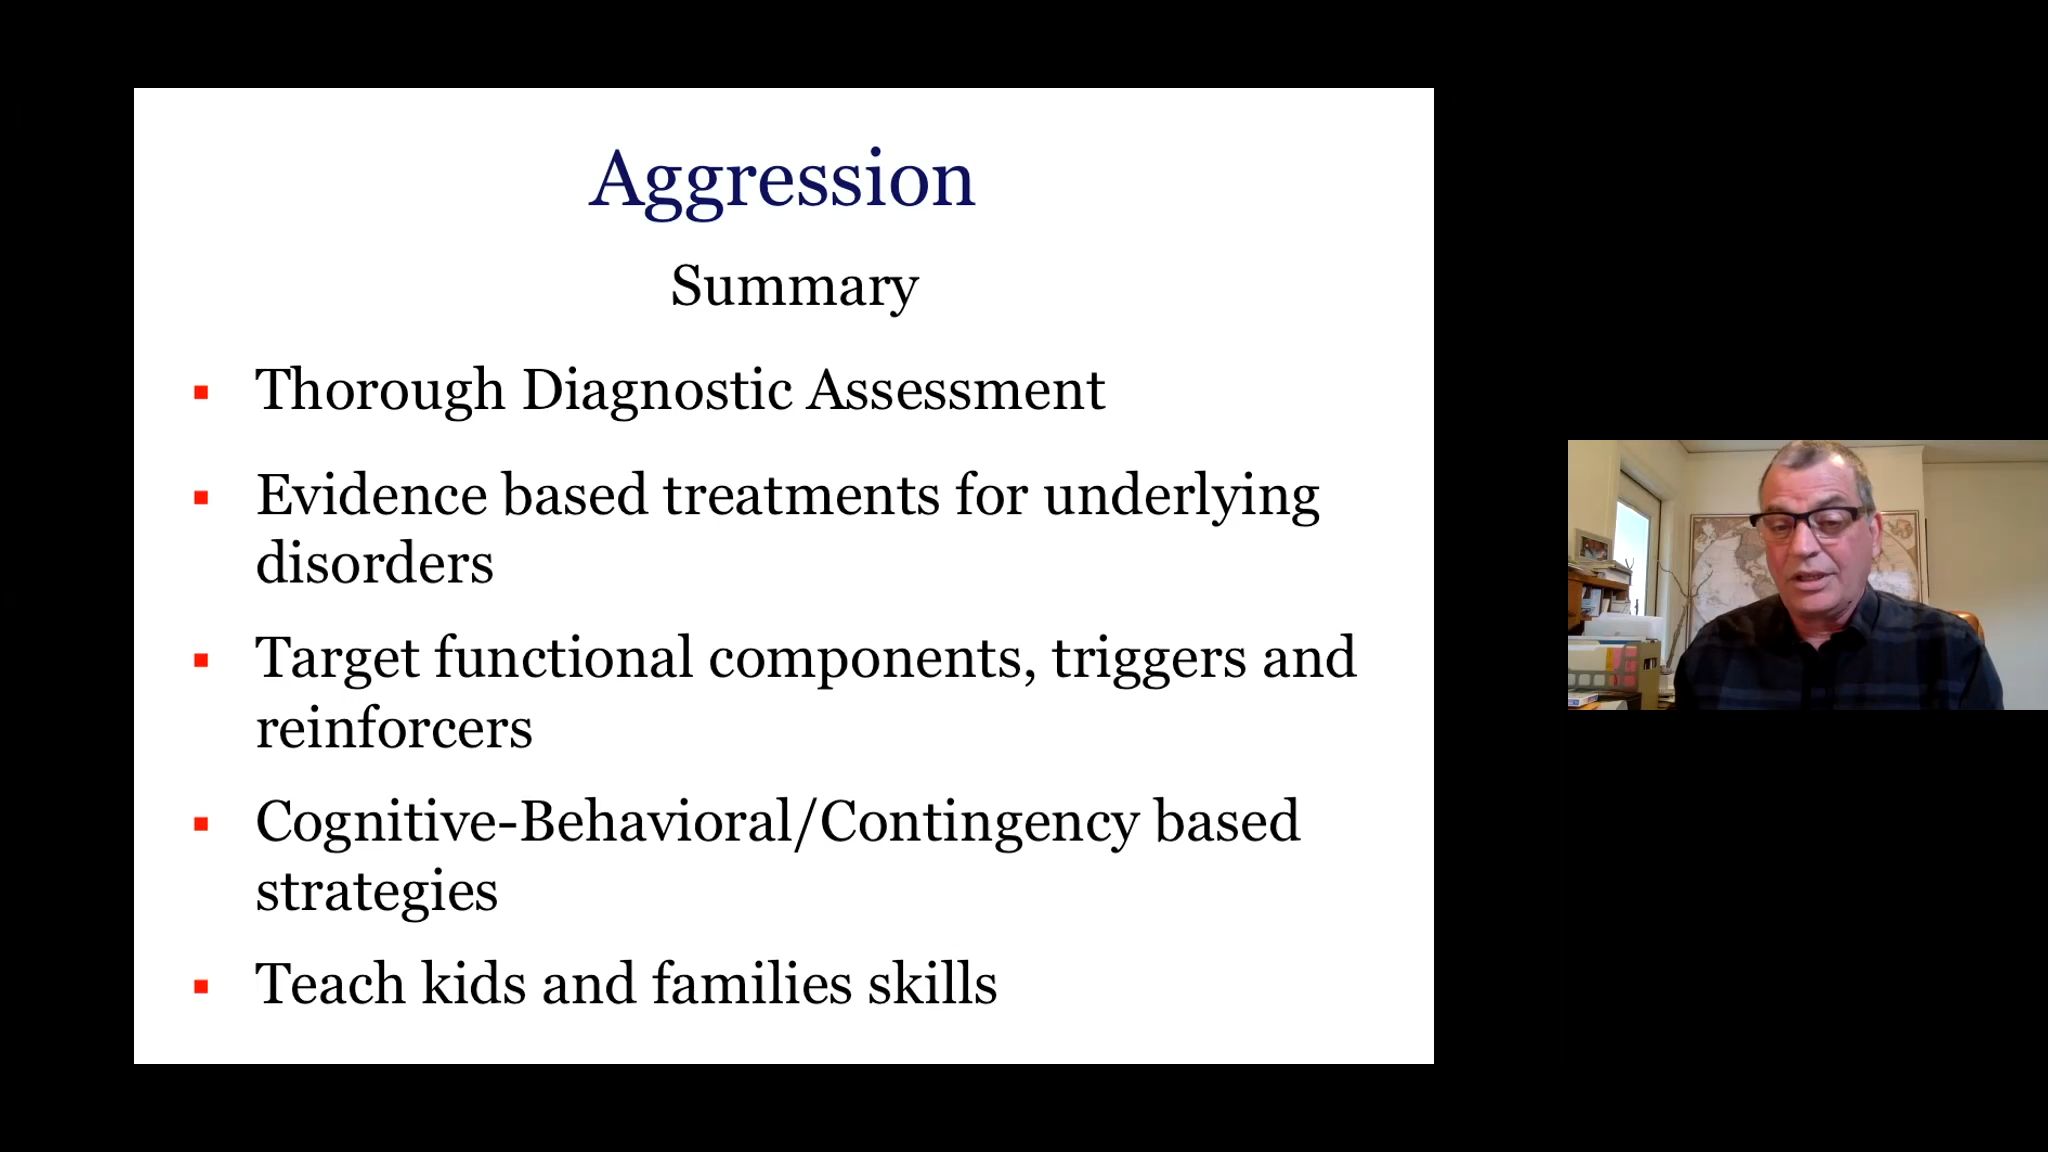 Aggression
Summary
Thorough Diagnostic Assessment
Evidence based treatments for underlying
disorders
Target functional components, triggers and
reinforcers
Cognitive-Behavioral/Contingency based
strategies
Teach kids and families skills